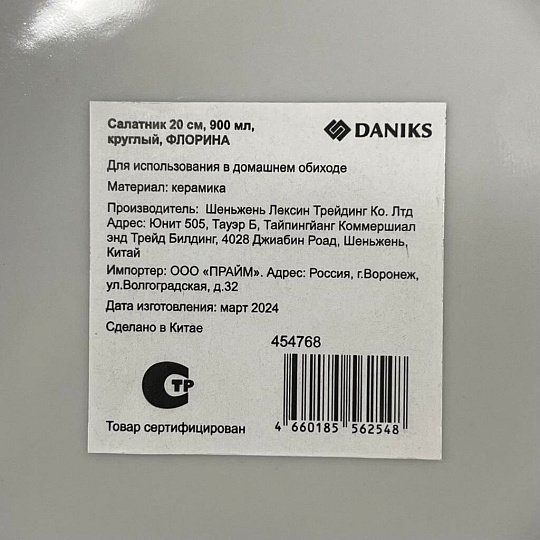 Салатник 20 см, 900 мл,
круглый, ФЛОРИНА
DANIKS
Для использования в домашнем обиходе
Материал: керамика
Производитель: Шеньжень Лексин Трейдинг Ко. Лтд
Адрес: Юнит 505, Тауэр Б, Тайпингйанг Коммершиал
энд Трейд Билдинг, 4028 Джиабин Роад, Шеньжень,
Китай
Импортер: ООО «ПРАЙМ». Адрес: Россия, г.Воронеж,
ул.Волгоградская, д.32
Дата изготовления: март 2024
Сделано в Китае
454768
СТР
Товар сертифицирован
4 660185 562548